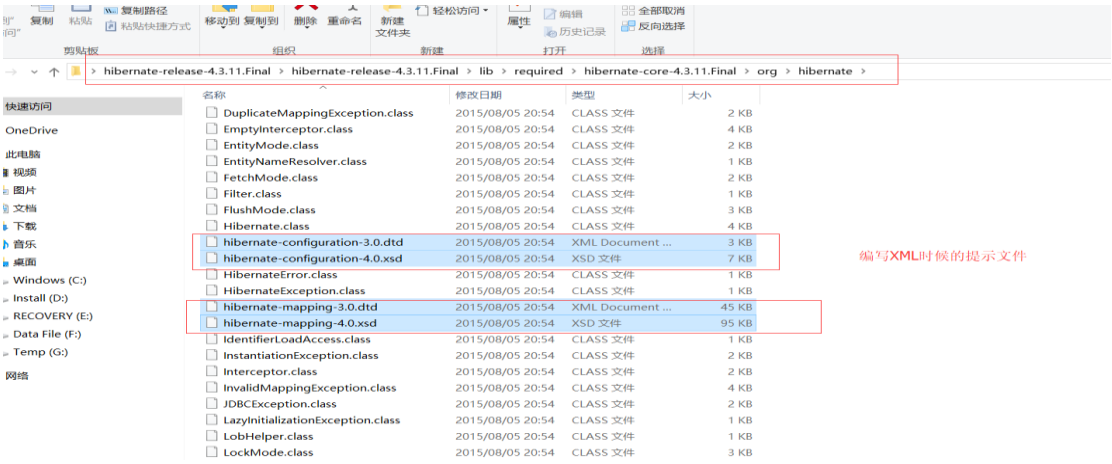 复制路径
轻松访问
编辑
全部取消
问"
复制
粘贴
粘贴快捷方式
移动到 复制到
删除 重命名
新建
文件夹
属性
历史记录
反向选择
剪贴板
组织
新建
打开
选择
> hibernate-release-4.3.11.Final > hibernate-release-4.3.11.Final > lib > required > hibernate-core-4.3.11.Final > org > hibernate >
名称 修改日期 类型 大小
快速访问
OneDrive
此电脑
视频
图片
文档
下载
音乐
桌面
Windows (C:)
Install (D:)
RECOVERY (E:)
Data File (F:)
Temp (G:)
网络
DuplicateMappingException.class 2015/08/05 20:54 CLASS 文件 2 KB
EmptyInterceptor.class 2015/08/05 20:54 CLASS 文件 4 KB
EntityMode.class 2015/08/05 20:54 CLASS 文件 2 KB
EntityNameResolver.class 2015/08/05 20:54 CLASS 文件 1 KB
FetchMode.class 2015/08/05 20:54 CLASS 文件 2 KB
Filter.class 2015/08/05 20:54 CLASS 文件 1 KB
FlushMode.class 2015/08/05 20:54 CLASS 文件 3 KB
Hibernate.class 2015/08/05 20:54 CLASS 文件 4 KB
hibernate-configuration-3.0.dtd 2015/08/05 20:54 XML Document ... 3 KB
hibernate-configuration-4.0.xsd 2015/08/05 20:54 XSD 文件 7 KB
HibernateError.class 2015/08/05 20:54 CLASS 文件 1 KB
HibernateException.class 2015/08/05 20:54 CLASS 文件 1 KB
hibernate-mapping-3.0.dtd 2015/08/05 20:54 XML Document ... 45 KB
hibernate-mapping-4.0.xsd 2015/08/05 20:54 XSD 文件 95 KB
IdentifierLoadAccess.class 2015/08/05 20:54 CLASS 文件 1 KB
InstantiationException.class 2015/08/05 20:54 CLASS 文件 2 KB
Interceptor.class 2015/08/05 20:54 CLASS 文件 2 KB
InvalidMappingException.class 2015/08/05 20:54 CLASS 文件 4 KB
JDBCException.class 2015/08/05 20:54 CLASS 文件 2 KB
LazyInitializationException.class 2015/08/05 20:54 CLASS 文件 1 KB
LobHelper.class 2015/08/05 20:54 CLASS 文件 1 KB
LockMode.class 2015/08/05 20:54 CLASS 文件 3 KB
编写XML时候的提示文件